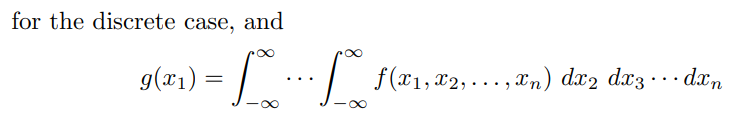 for the discrete case, and
g(x₁) = ∫_{-∞}^{∞} ⋯ ∫_{-∞}^{∞} f(x₁, x₂, . . . , xₙ) dx₂ dx₃ ⋯ dxₙ